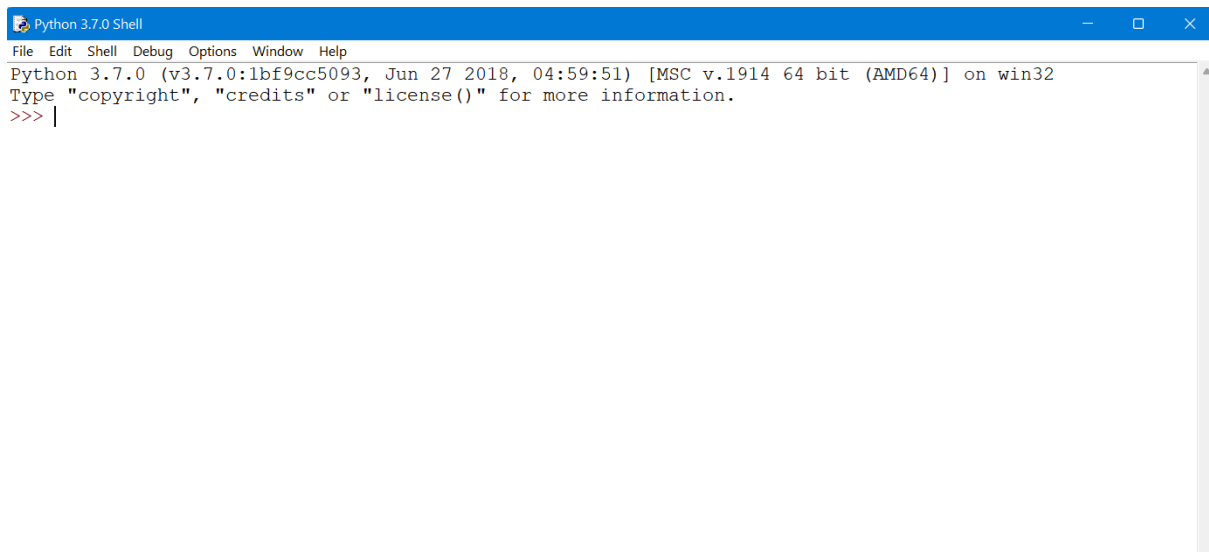 Python 3.7.0 Shell
File Edit Shell Debug Options Window Help
Python 3.7.0 (v3.7.0:1bf9cc5093, Jun 27 2018, 04:59:51) [MSC v.1914 64 bit (AMD64)] on win32
Type "copyright", "credits" or "license()" for more information.
>>>